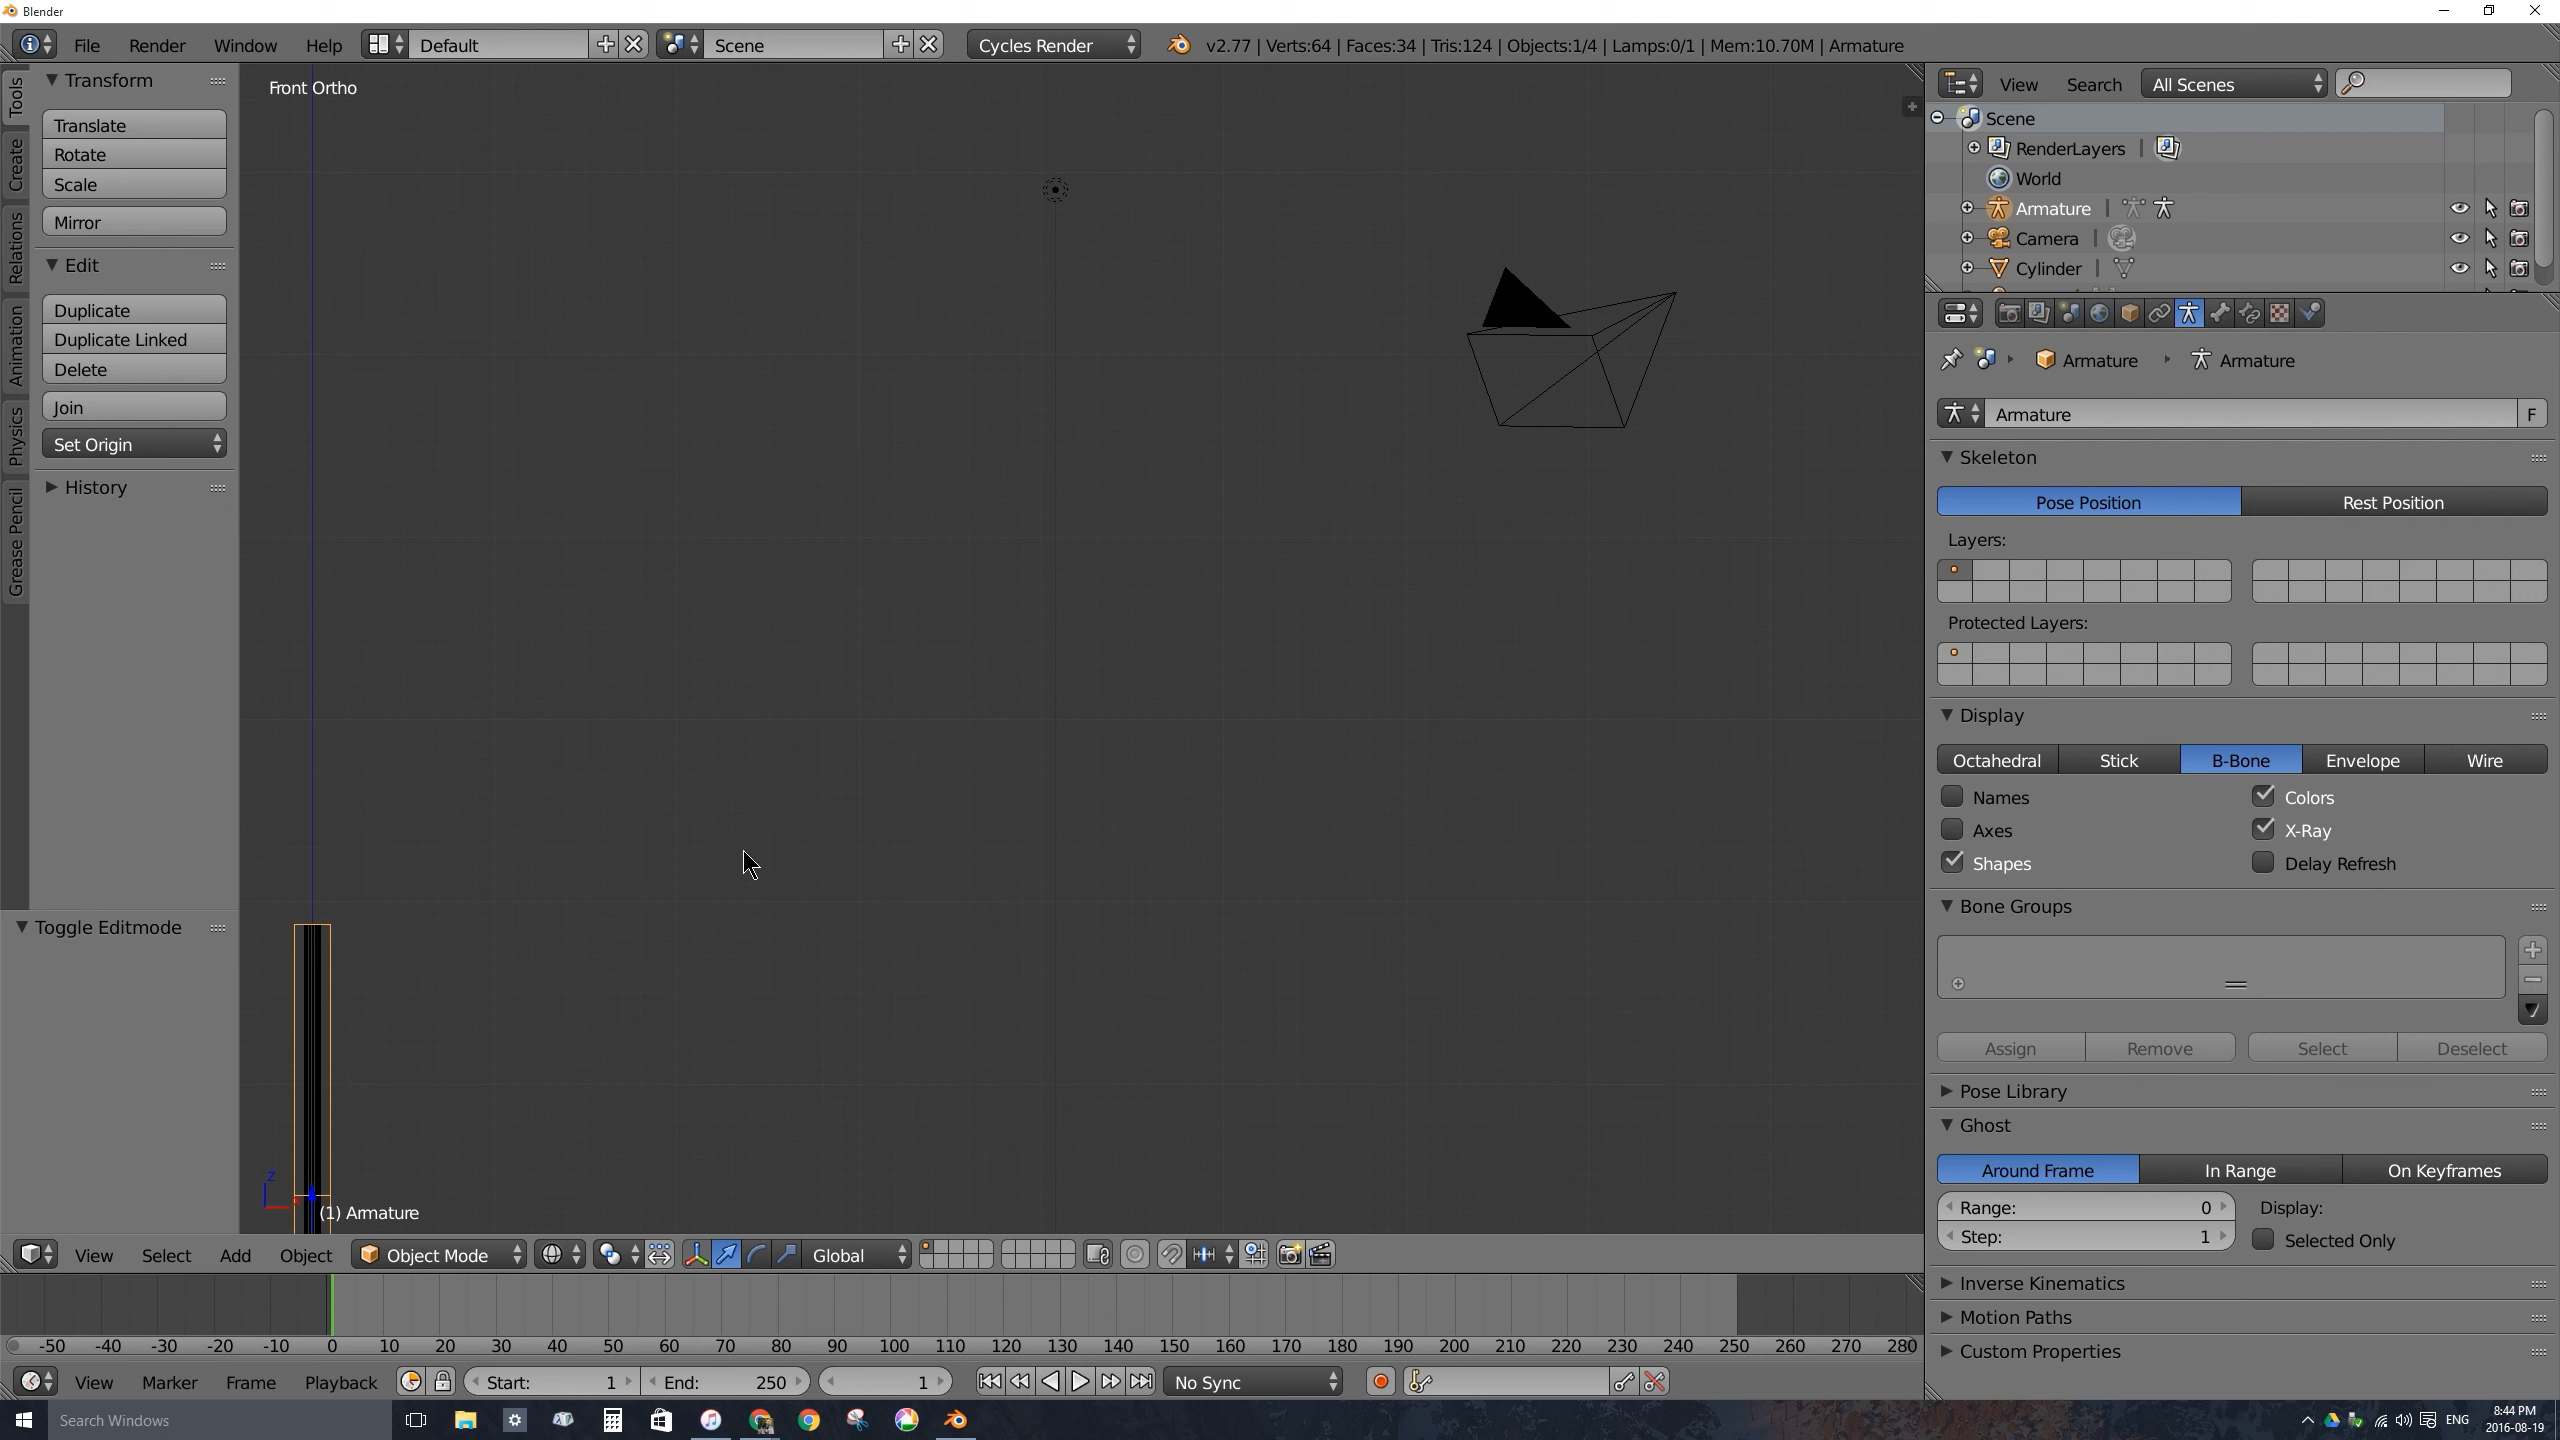 Blender
File Render Window Help Default Scene Cycles Render v2.77 | Verts:64 | Faces:34 | Tris:124 | Objects:1/4 | Lamps:0/1 | Mem:10.70M | Armature
Tools
Create
Relations
Animation
Physics
Grease Pencil
Transform
Translate
Rotate
Scale
Mirror
Edit
Duplicate
Duplicate Linked
Delete
Join
Set Origin
History
Toggle Editmode
Front Ortho
Z
(1) Armature
View Search All Scenes
Scene
RenderLayers |
World
Armature |
Camera |
Cylinder |
Armature Armature
Armature F
Skeleton
Pose Position Rest Position
Layers:
Protected Layers:
Display
Octahedral Stick B-Bone Envelope Wire
Names Colors
Axes X-Ray
Shapes Delay Refresh
Bone Groups
Assign Remove Select Deselect
Pose Library
Ghost
Around Frame In Range On Keyframes
Range: 0 Display:
Step: 1 Selected Only
Inverse Kinematics
Motion Paths
Custom Properties
View Select Add Object Object Mode Global
-50 -40 -30 -20 -10 0 10 20 30 40 50 60 70 80 90 100 110 120 130 140 150 160 170 180 190 200 210 220 230 240 250 260 270 280
View Marker Frame Playback Start: 1 End: 250 1 No Sync
Search Windows ENG 8:44 PM
2016-08-19